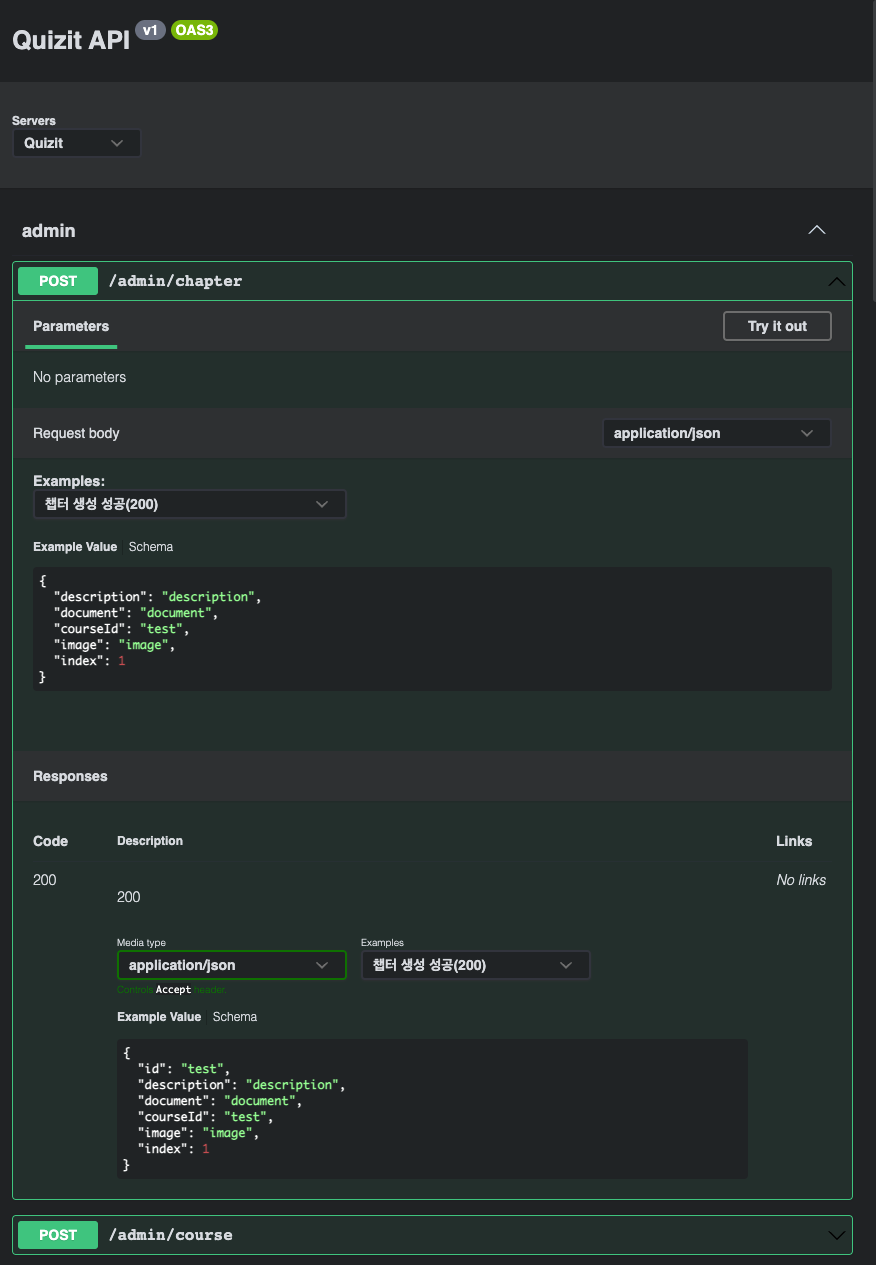 Quizit API v1 OAS3
Servers
Quizit
admin
POST /admin/chapter
Parameters
Try it out
No parameters
Request body
application/json
Examples:
챕터 생성 성공(200)
Example Value Schema
{
"description": "description",
"document": "document",
"courseId": "test",
"image": "image",
"index": 1
}
Responses
Code Description Links
200 No links
200
Media type Examples
application/json 챕터 생성 성공(200)
Controls Accept header.
Example Value Schema
{
"id": "test",
"description": "description",
"document": "document",
"courseId": "test",
"image": "image",
"index": 1
}
POST /admin/course